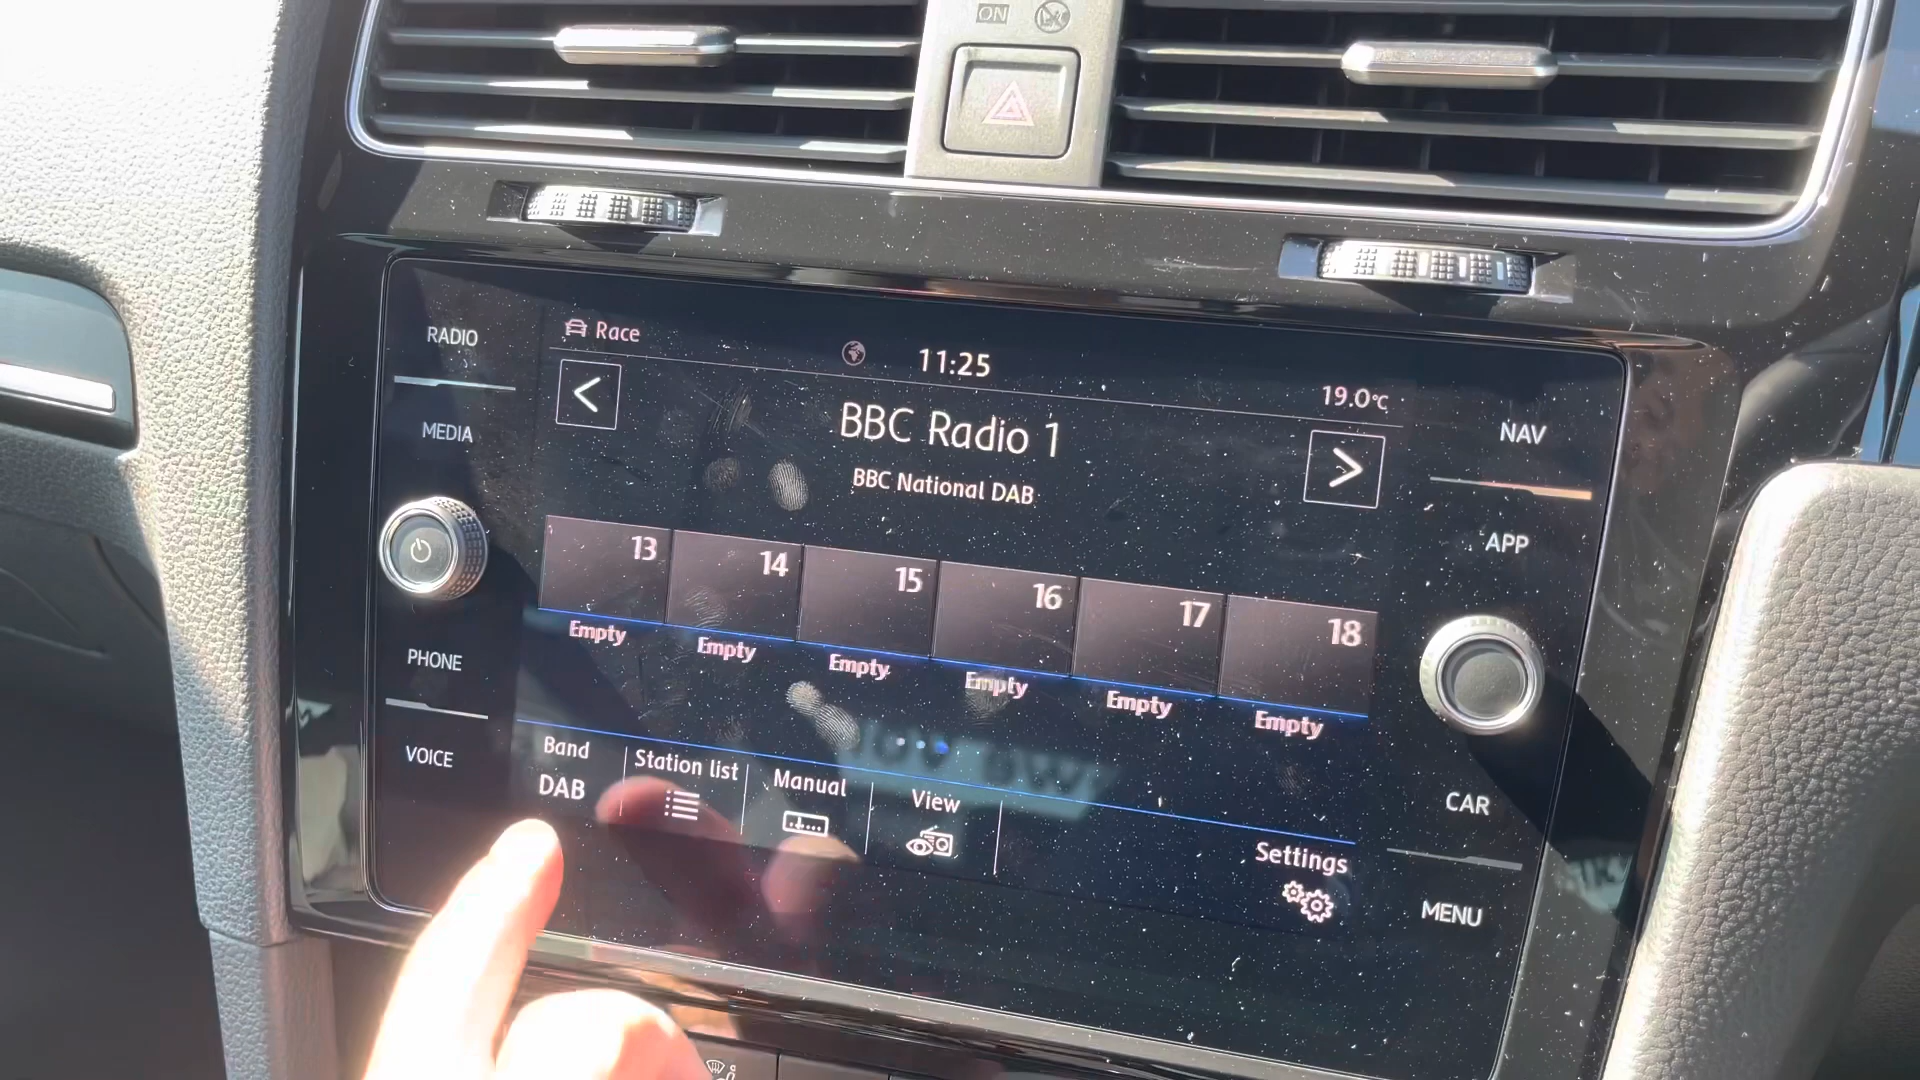 ON
RADIO
MEDIA
PHONE
VOICE
Race
11:25
19.0°C
BBC Radio 1
BBC National DAB
13
14
15
16
17
18
Empty
Empty
Empty
Empty
Empty
Empty
Band
DAB
Station list
Manual
View
Settings
NAV
APP
CAR
MENU